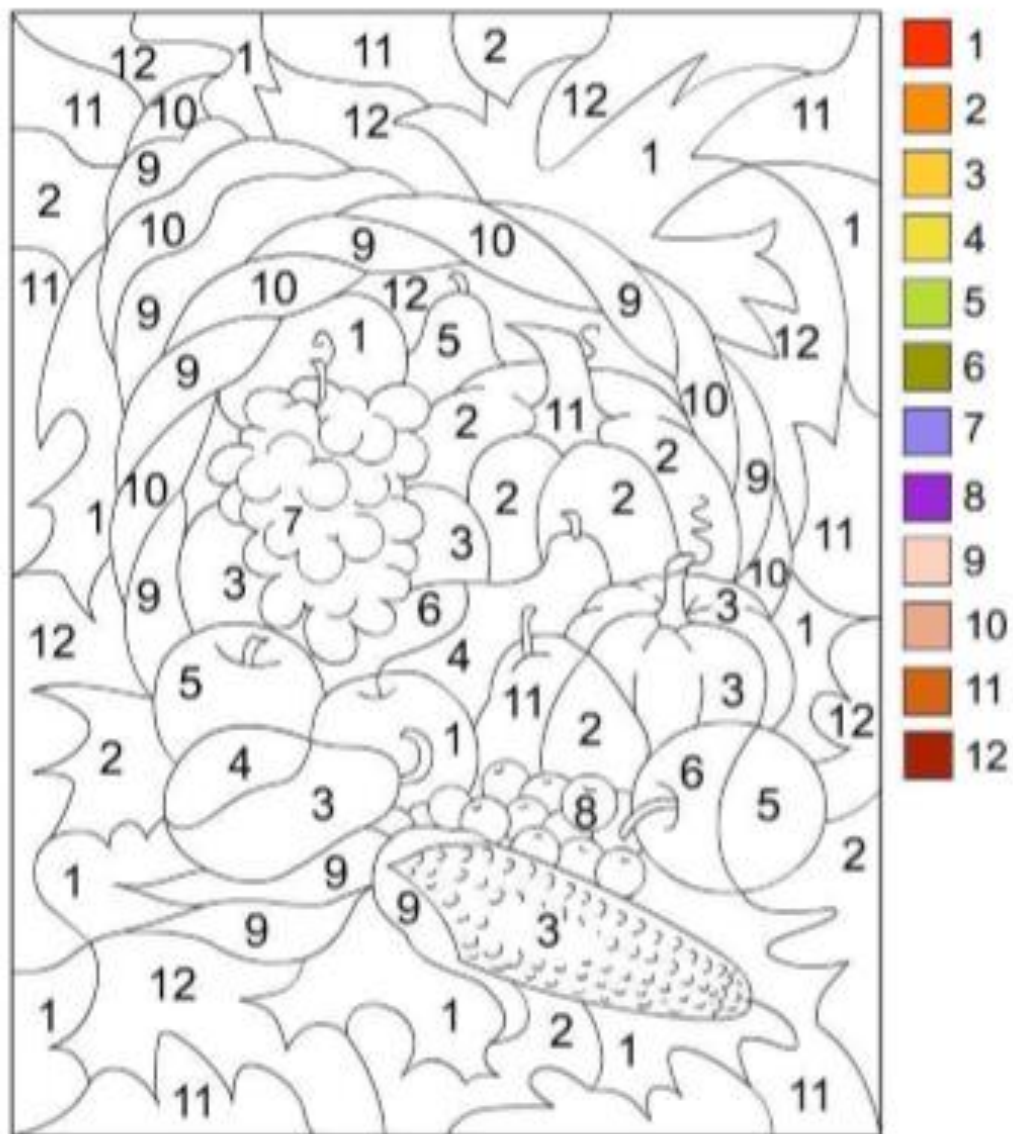 12 1 11 2
11 10 12 12 11
9 1
2 10 9 10 1
11 9 10 12 9
1 5 12
9 2 11 10
10 2 9
1 7 3 2 2 11
9 3 6 10
12 4 3 1
5 11 3
2 4 1 2 6 12
3 8 5
1 9 9 2
9 3
12
1 1 2 1
11 11
1
2
3
4
5
6
7
8
9
10
11
12